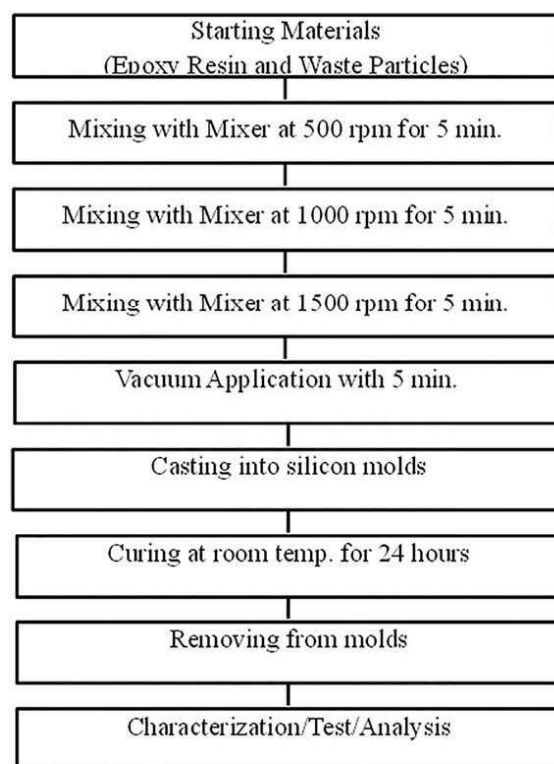 Starting Materials
(Epoxy Resin and Waste Particles)
Mixing with Mixer at 500 rpm for 5 min.
Mixing with Mixer at 1000 rpm for 5 min.
Mixing with Mixer at 1500 rpm for 5 min.
Vacuum Application with 5 min.
Casting into silicon molds
Curing at room temp. for 24 hours
Removing from molds
Characterization/Test/Analysis